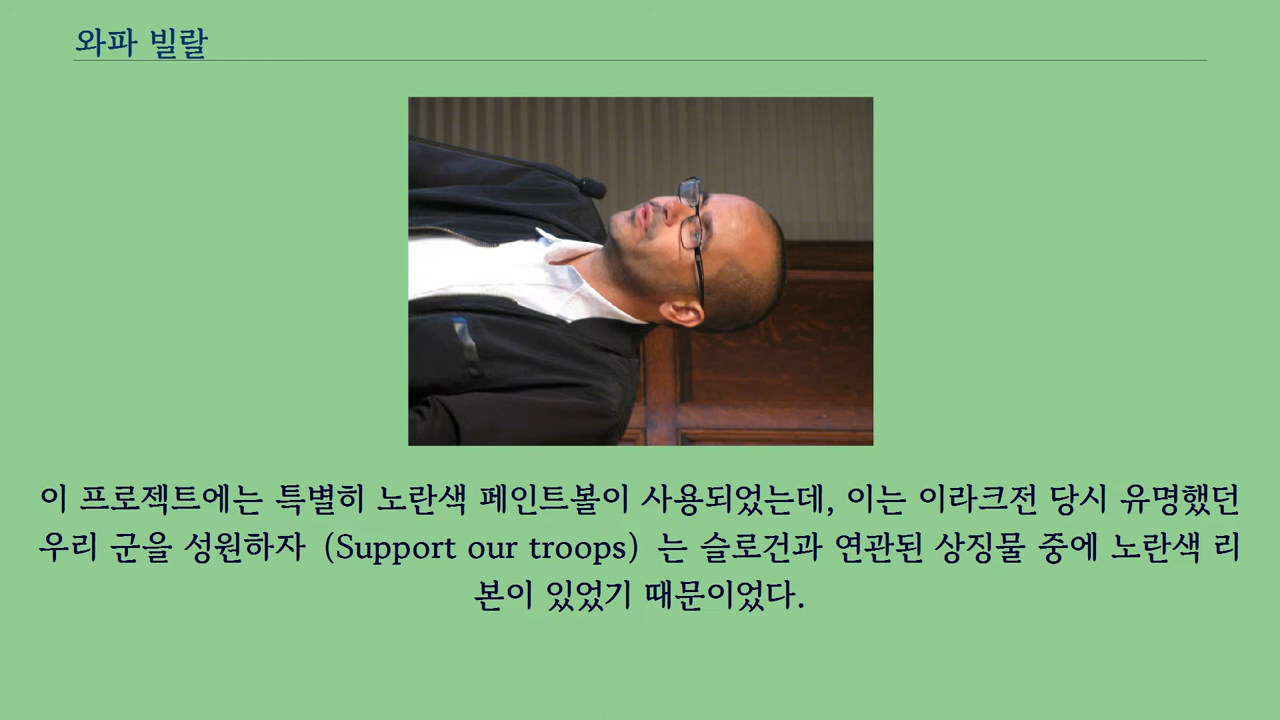 와파 빌랄
이 프로젝트에는 특별히 노란색 페인트볼이 사용되었는데, 이는 이라크전 당시 유명했던
우리 군을 성원하자 (Support our troops) 는 슬로건과 연관된 상징물 중에 노란색 리
본이 있었기 때문이었다.